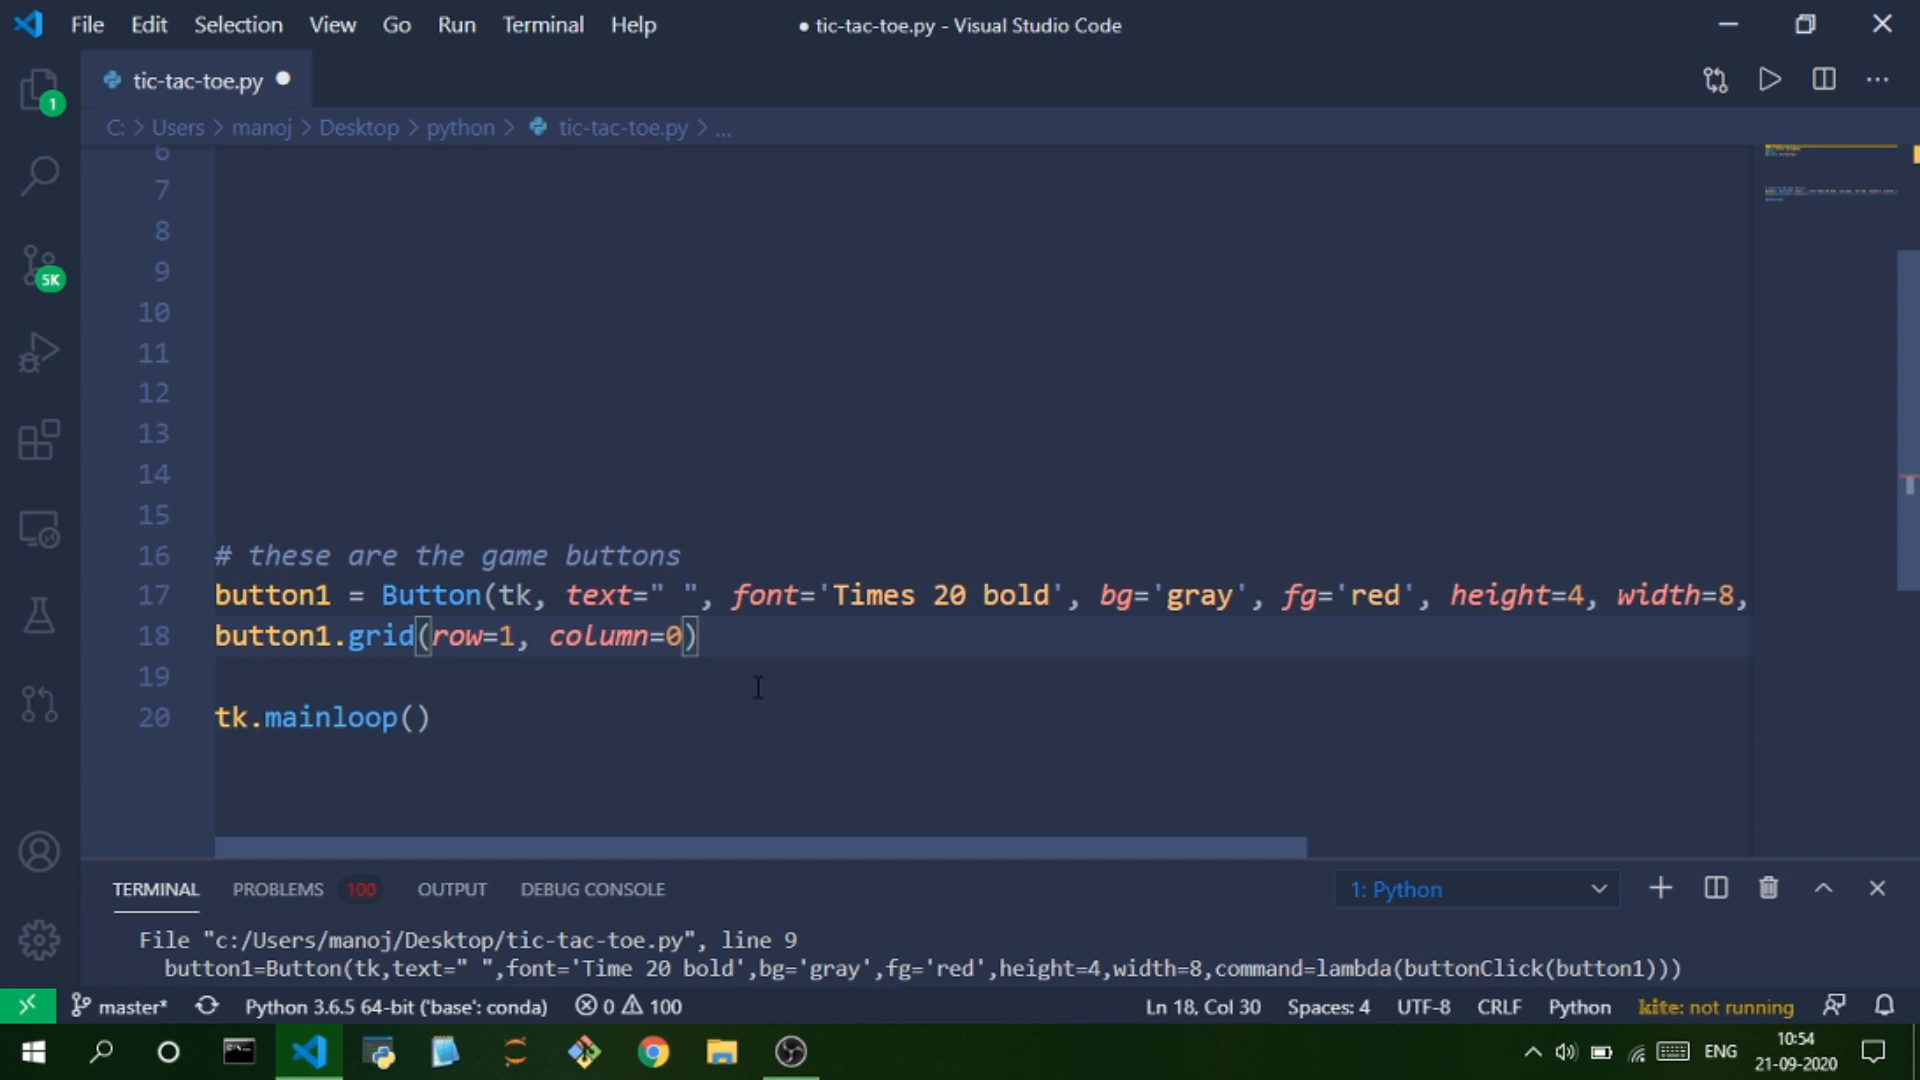 File Edit Selection View Go Run Terminal Help
● tic-tac-toe.py - Visual Studio Code
tic-tac-toe.py
1
C: > Users > manoj > Desktop > python > tic-tac-toe.py > ...
6
7
8
9
10
11
12
13
14
15
16 # these are the game buttons
17 button1 = Button(tk, text=" ", font='Times 20 bold', bg='gray', fg='red', height=4, width=8,
18 button1.grid(row=1, column=0)
19
20 tk.mainloop()
5K
TERMINAL PROBLEMS 100 OUTPUT DEBUG CONSOLE 1: Python
File "c:/Users/manoj/Desktop/tic-tac-toe.py", line 9
button1=Button(tk,text=" ",font='Time 20 bold',bg='gray',fg='red',height=4,width=8,command=lambda(buttonClick(button1)))
master* Python 3.6.5 64-bit ('base': conda) 0 100 Ln 18, Col 30 Spaces: 4 UTF-8 CRLF Python kite: not running
ENG 10:54
21-09-2020